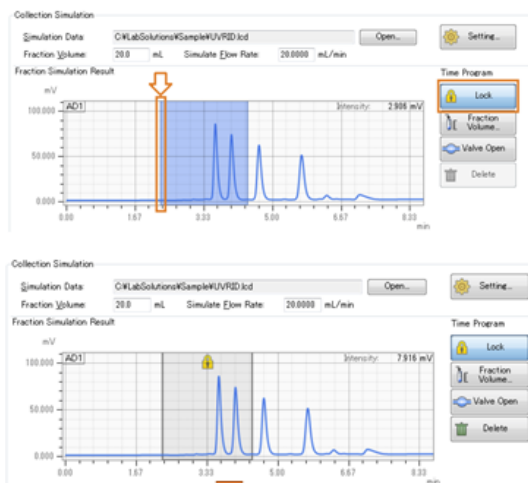 Collection Simulation
Simulation Data: C:¥LabSolutions¥Sample¥UVRID.lcd Open... Setting...
Fraction Volume: 20.0 mL Simulate Flow Rate: 20.0000 mL/min
Fraction Simulation Result Time Program
mV
AD1 Intensity: 2.986 mV Lock
100.000
Fraction Volume...
50.000
Valve Open
Delete
0.000
0.00 1.67 3.33 5.00 6.67 8.33
min
Collection Simulation
Simulation Data: C:¥LabSolutions¥Sample¥UVRID.lcd Open... Setting...
Fraction Volume: 20.0 mL Simulate Flow Rate: 20.0000 mL/min
Fraction Simulation Result Time Program
mV
AD1 Intensity: 7.916 mV Lock
100.000
Fraction Volume...
50.000
Valve Open
Delete
0.000
0.00 1.67 3.33 5.00 6.67 8.33
min